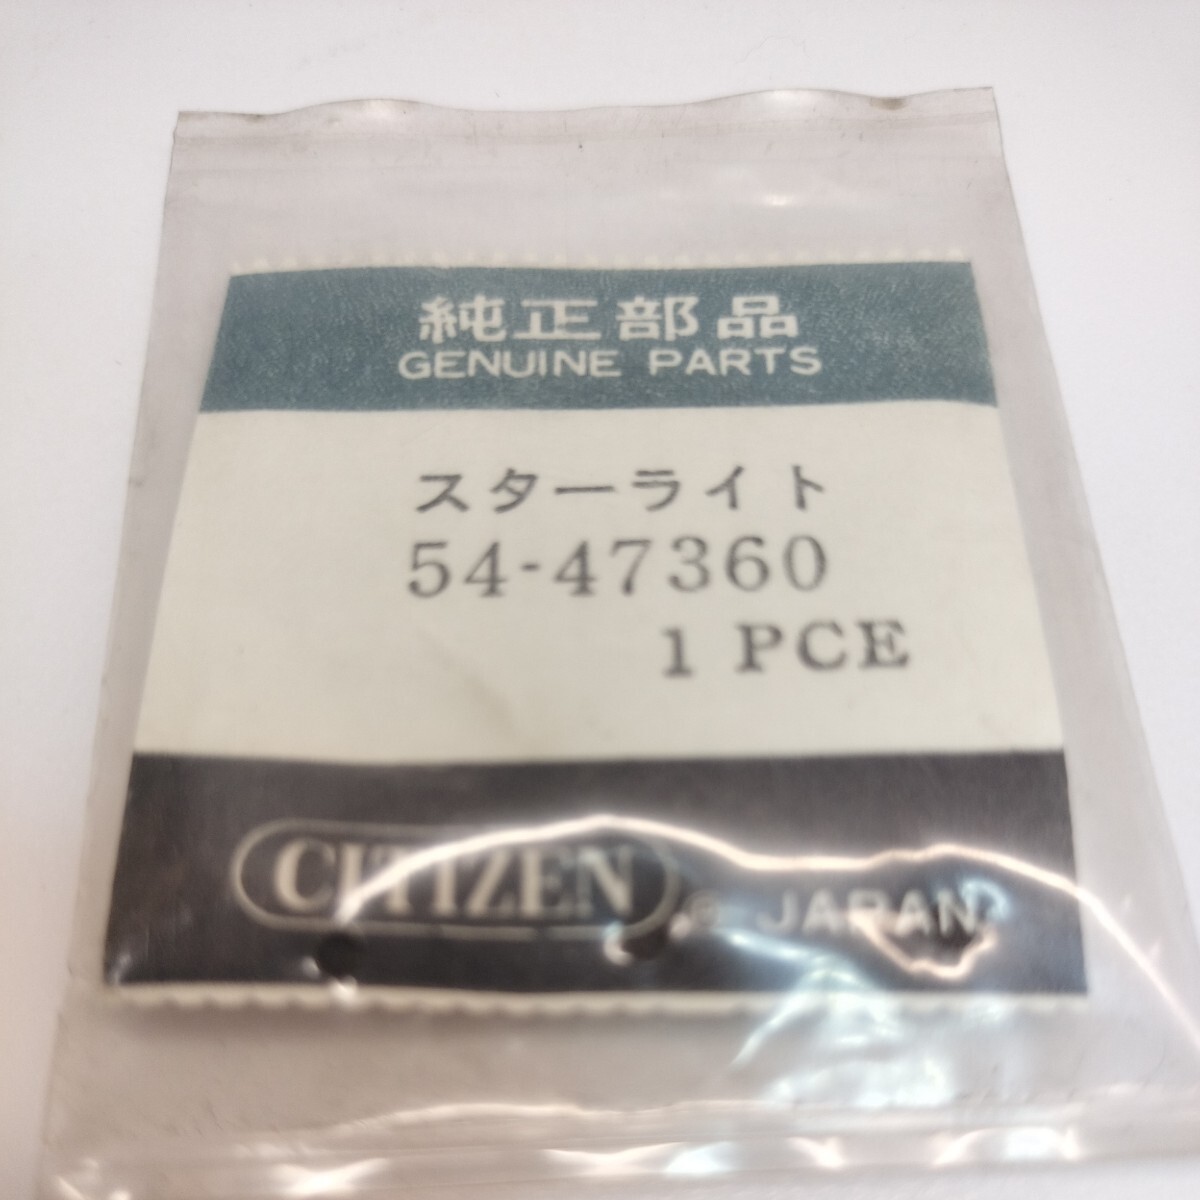 純正部品
GENUINE PARTS
スターライト
54-47360
1 PCE
CITIZEN ® JAPAN